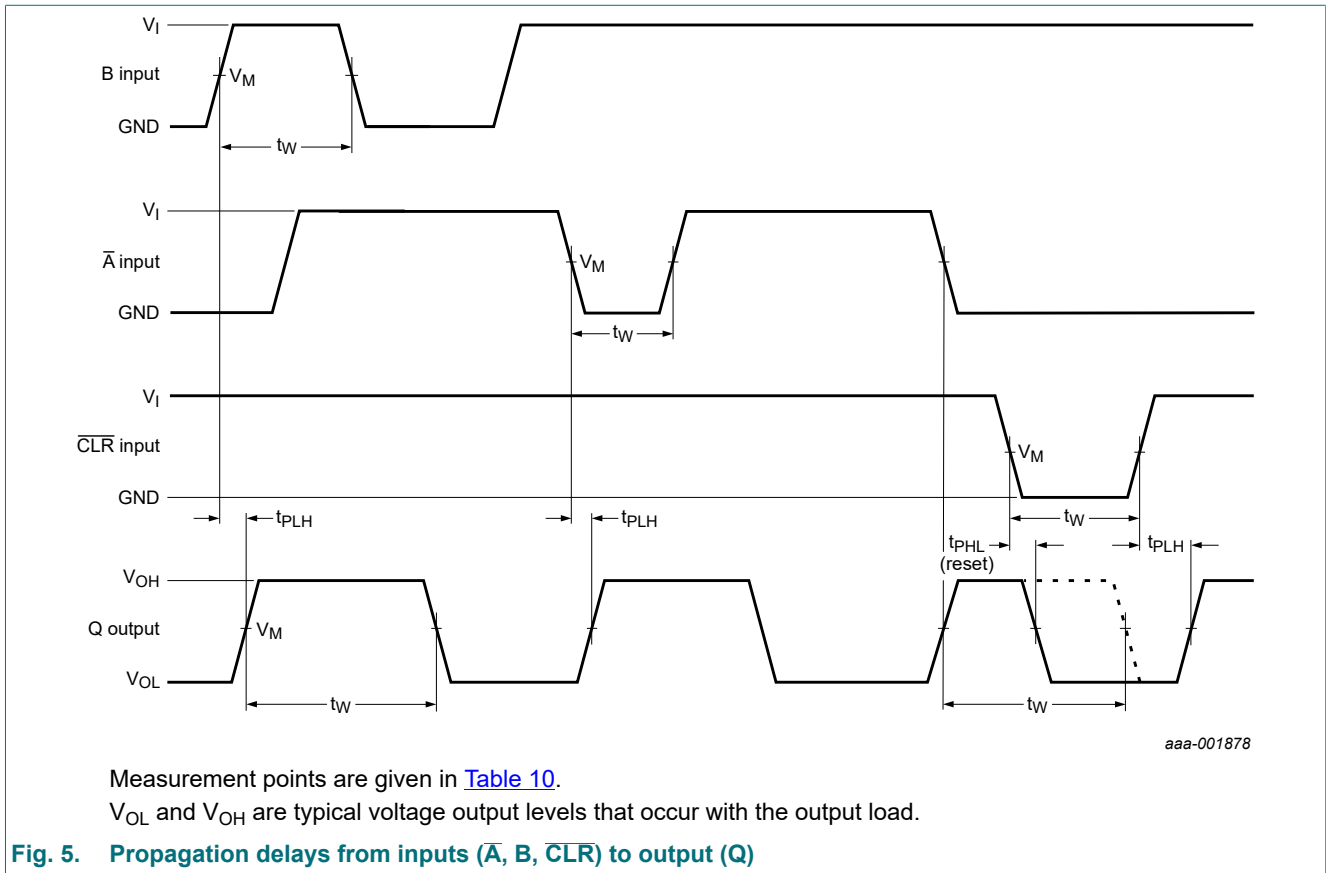 V_I
B input
V_M
GND
t_W
V_I
A̅ input
V_M
GND
t_W
V_I
C̅L̅R̅ input
V_M
GND
t_PLH
t_PLH
t_W
t_PHL
(reset)
t_PLH
V_OH
Q output
V_M
V_OL
t_W
t_W
aaa-001878
Measurement points are given in Table 10.
V_OL and V_OH are typical voltage output levels that occur with the output load.
Fig. 5. Propagation delays from inputs (A̅, B, C̅L̅R̅) to output (Q)